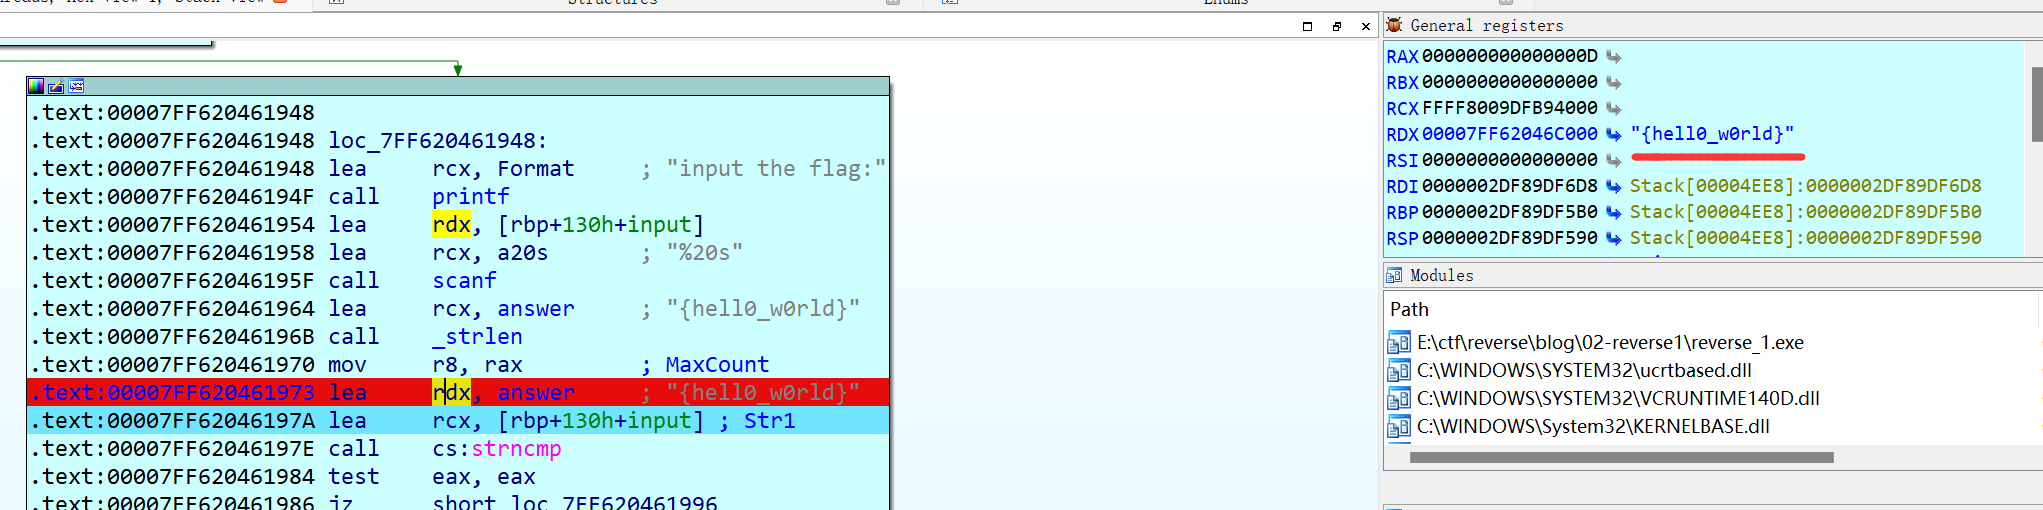 Structures
Enums
General registers
RAX 000000000000000D
RBX 0000000000000000
RCX FFFF8009DFB94000
RDX 00007FF62046C000 "{hell0_w0rld}"
RSI 0000000000000000
RDI 0000002DF89DF6D8 Stack[00004EE8]:0000002DF89DF6D8
RBP 0000002DF89DF5B0 Stack[00004EE8]:0000002DF89DF5B0
RSP 0000002DF89DF590 Stack[00004EE8]:0000002DF89DF590
.text:00007FF620461948
.text:00007FF620461948 loc_7FF620461948:
.text:00007FF620461948 lea rcx, Format ; "input the flag:"
.text:00007FF62046194F call printf
.text:00007FF620461954 lea rdx, [rbp+130h+input]
.text:00007FF620461958 lea rcx, a20s ; "%20s"
.text:00007FF62046195F call scanf
.text:00007FF620461964 lea rcx, answer ; "{hell0_w0rld}"
.text:00007FF62046196B call _strlen
.text:00007FF620461970 mov r8, rax ; MaxCount
.text:00007FF620461973 lea rdx, answer ; "{hell0_w0rld}"
.text:00007FF62046197A lea rcx, [rbp+130h+input] ; Str1
.text:00007FF62046197E call cs:strncmp
.text:00007FF620461984 test eax, eax
.text:00007FF620461986 jz short loc_7FF620461996
Modules
Path
E:\ctf\reverse\blog\02-reverse1\reverse_1.exe
C:\WINDOWS\SYSTEM32\ucrtbased.dll
C:\WINDOWS\SYSTEM32\VCRUNTIME140D.dll
C:\WINDOWS\System32\KERNELBASE.dll